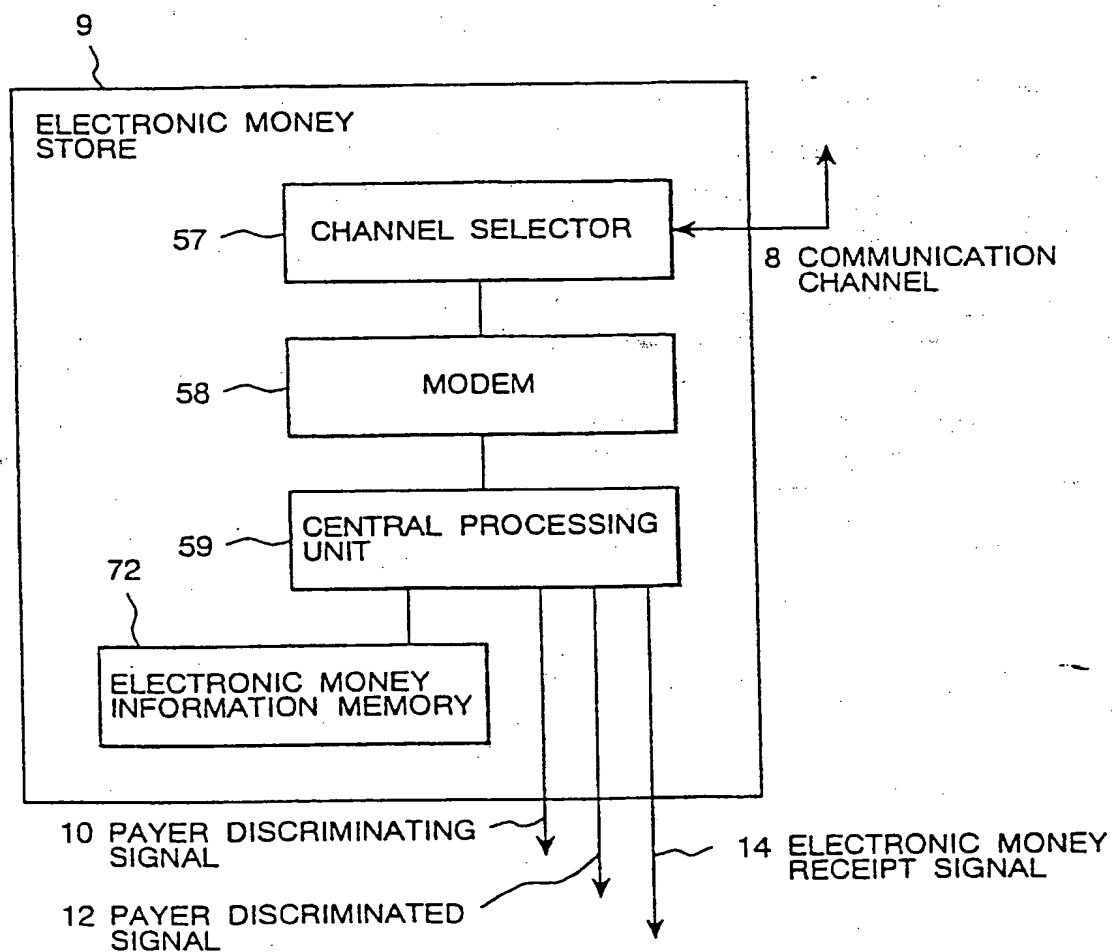 9
ELECTRONIC MONEY
STORE
57
CHANNEL SELECTOR
8 COMMUNICATION
CHANNEL
58
MODEM
59
CENTRAL PROCESSING
UNIT
72
ELECTRONIC MONEY
INFORMATION MEMORY
10 PAYER DISCRIMINATING
SIGNAL
14 ELECTRONIC MONEY
RECEIPT SIGNAL
12 PAYER DISCRIMINATED
SIGNAL